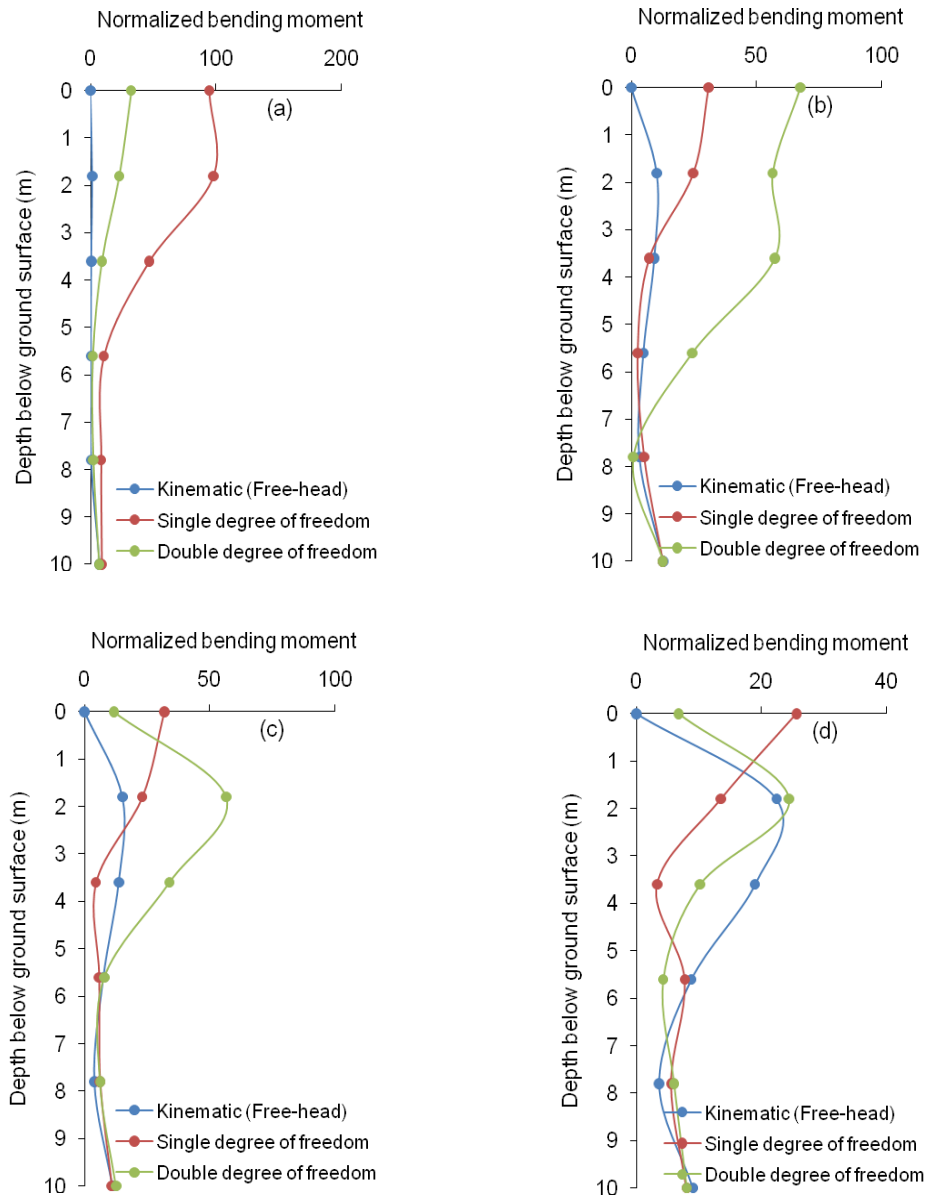 Normalized bending moment
0 100 200
(a)
Depth below ground surface (m)
0
1
2
3
4
5
6
7
8
9
10
Kinematic (Free-head)
Single degree of freedom
Double degree of freedom
Normalized bending moment
0 50 100
(b)
Depth below ground surface (m)
0
1
2
3
4
5
6
7
8
9
10
Kinematic (Free-head)
Single degree of freedom
Double degree of freedom
Normalized bending moment
0 50 100
(c)
Depth below ground surface (m)
0
1
2
3
4
5
6
7
8
9
10
Kinematic (Free-head)
Single degree of freedom
Double degree of freedom
Normalized bending moment
0 20 40
(d)
Depth below ground surface (m)
0
1
2
3
4
5
6
7
8
9
10
Kinematic (Free-head)
Single degree of freedom
Double degree of freedom